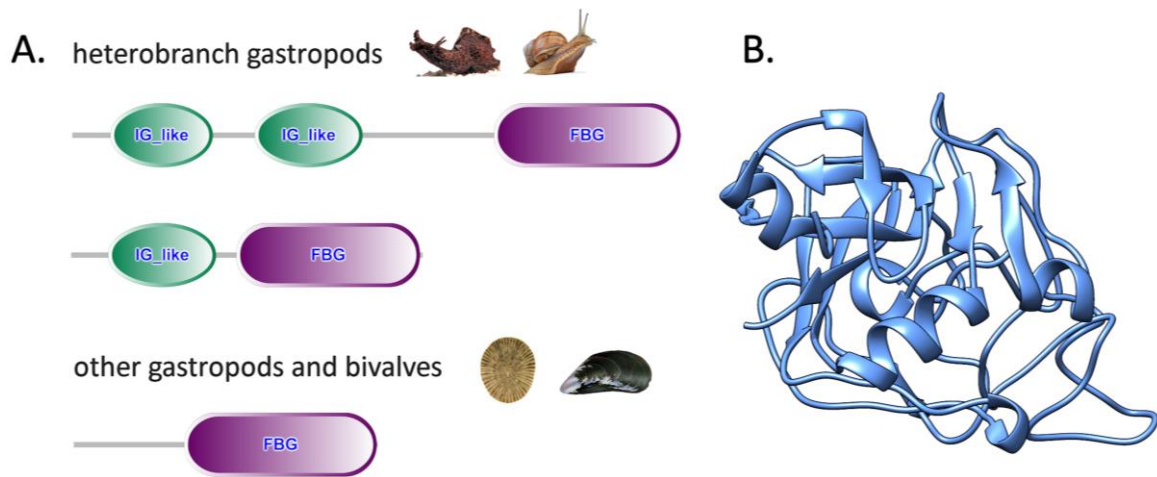 A.
heterobranch gastropods
IG_like IG_like FBG
IG_like FBG
other gastropods and bivalves
FBG
B.